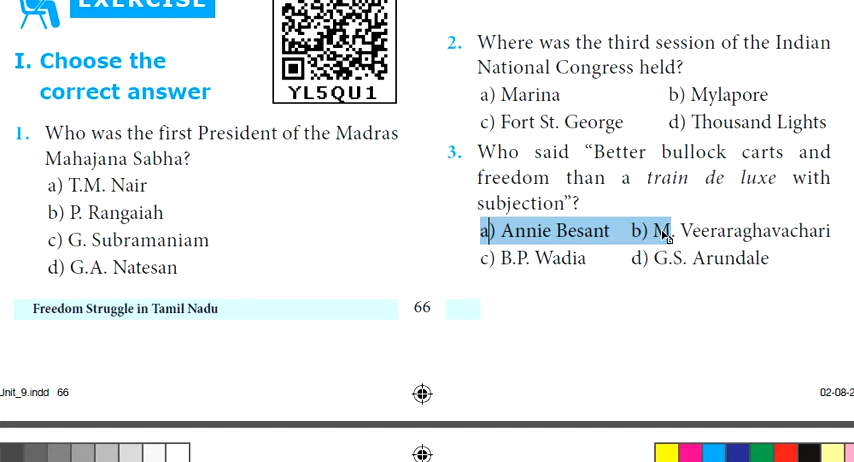 EXERCISE
I. Choose the
correct answer
YL5QU1
1. Who was the first President of the Madras
Mahajana Sabha?
a) T.M. Nair
b) P. Rangaiah
c) G. Subramaniam
d) G.A. Natesan
2. Where was the third session of the Indian
National Congress held?
a) Marina b) Mylapore
c) Fort St. George d) Thousand Lights
3. Who said “Better bullock carts and
freedom than a train de luxe with
subjection”?
a) Annie Besant b) M. Veeraraghavachari
c) B.P. Wadia d) G.S. Arundale
Freedom Struggle in Tamil Nadu 66
Unit_9.indd 66 02-08-2